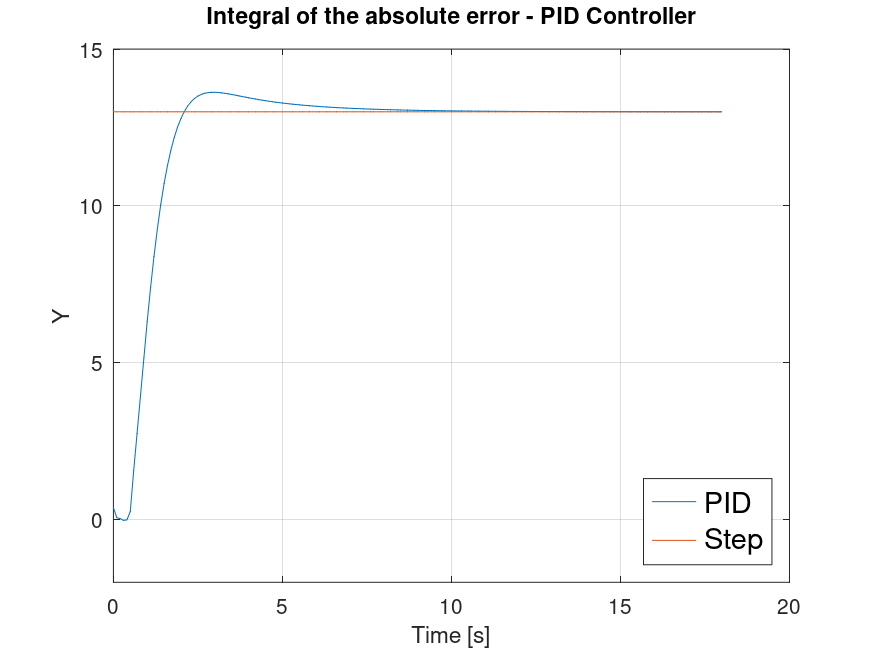 Integral of the absolute error - PID Controller
15
10
5
0
Y
0 5 10 15 20
Time [s]
PID
Step